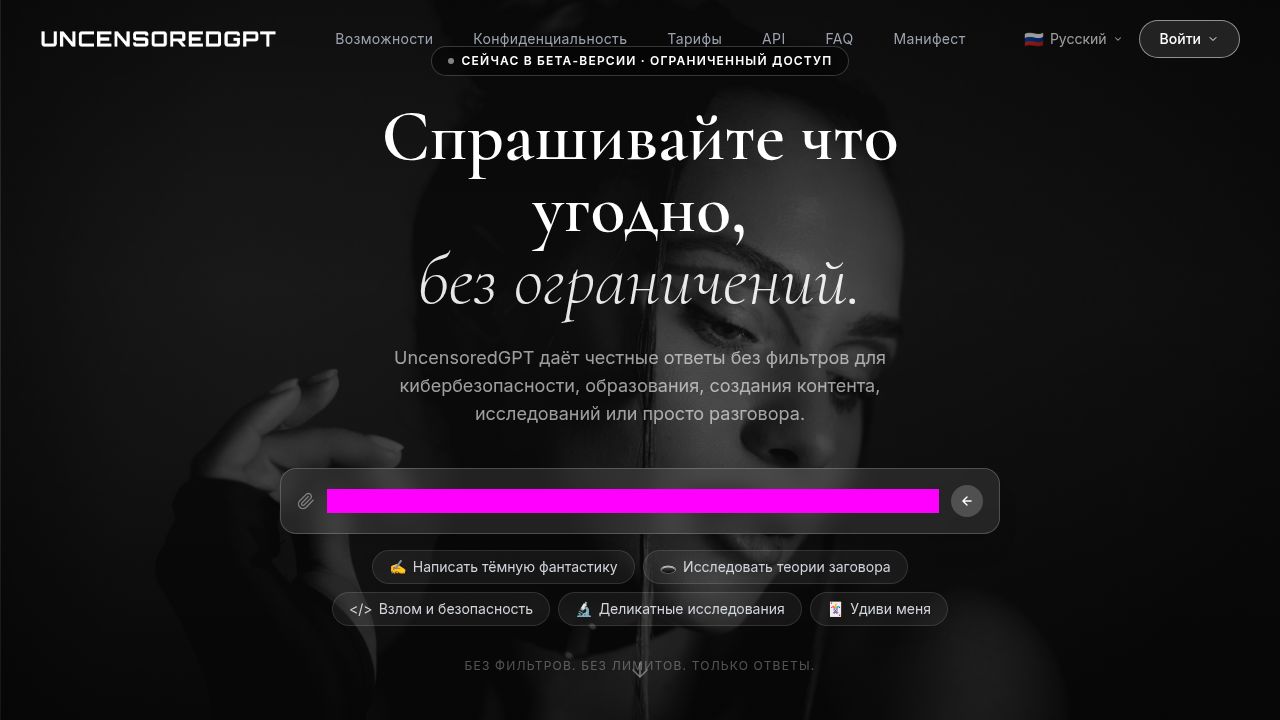 UNCENSOREDGPT
Возможности
Конфиденциальность
Тарифы
API
FAQ
Манифест
Русский
Войти
СЕЙЧАС В БЕТА-ВЕРСИИ · ОГРАНИЧЕННЫЙ ДОСТУП
Спрашивайте что
угодно,
без ограничений.
UncensoredGPT даёт честные ответы без фильтров для
кибербезопасности, образования, создания контента,
исследований или просто разговора.
Написать тёмную фантастику
Исследовать теории заговора
</> Взлом и безопасность
Деликатные исследования
Удиви меня
БЕЗ ФИЛЬТРОВ. БЕЗ ЛИМИТОВ. ТОЛЬКО ОТВЕТЫ.